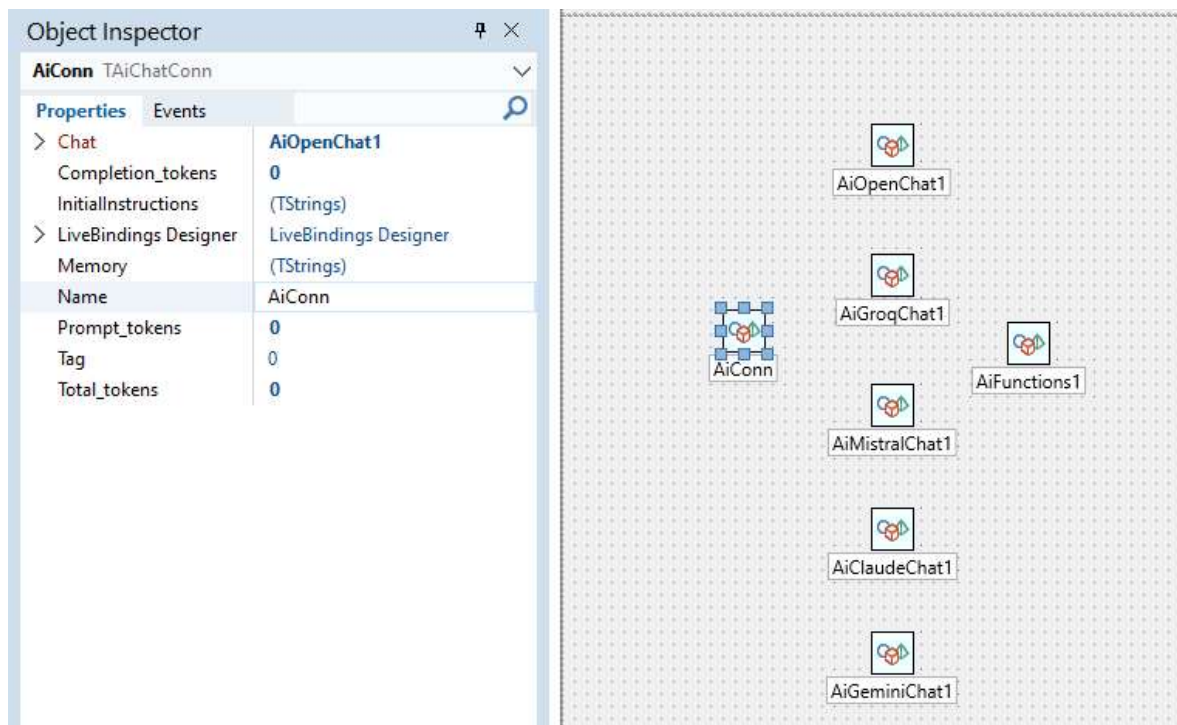 Object Inspector
AiConn TAiChatConn
Properties Events
Chat AiOpenChat1
Completion_tokens 0
InitialInstructions (TStrings)
LiveBindings Designer LiveBindings Designer
Memory (TStrings)
Name AiConn
Prompt_tokens 0
Tag 0
Total_tokens 0
AiOpenChat1
AiGroqChat1
AiConn
AiFunctions1
AiMistralChat1
AiClaudeChat1
AiGeminiChat1